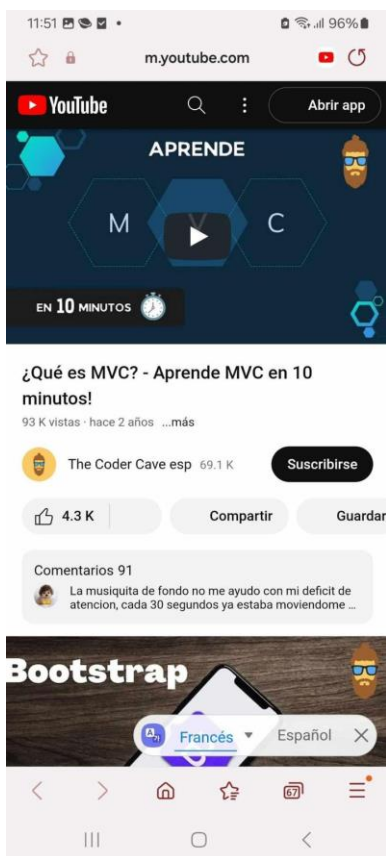 11:51
96%
m.youtube.com
YouTube
Abrir app
APRENDE
M V C
EN 10 MINUTOS
¿Qué es MVC? - Aprende MVC en 10
minutos!
93 K vistas · hace 2 años ...más
The Coder Cave esp 69.1 K
Suscribirse
4.3 K
Compartir
Guardar
Comentarios 91
La musiquita de fondo no me ayudo con mi deficit de
atencion, cada 30 segundos ya estaba moviendome ...
Bootstrap
Francés
Español
67